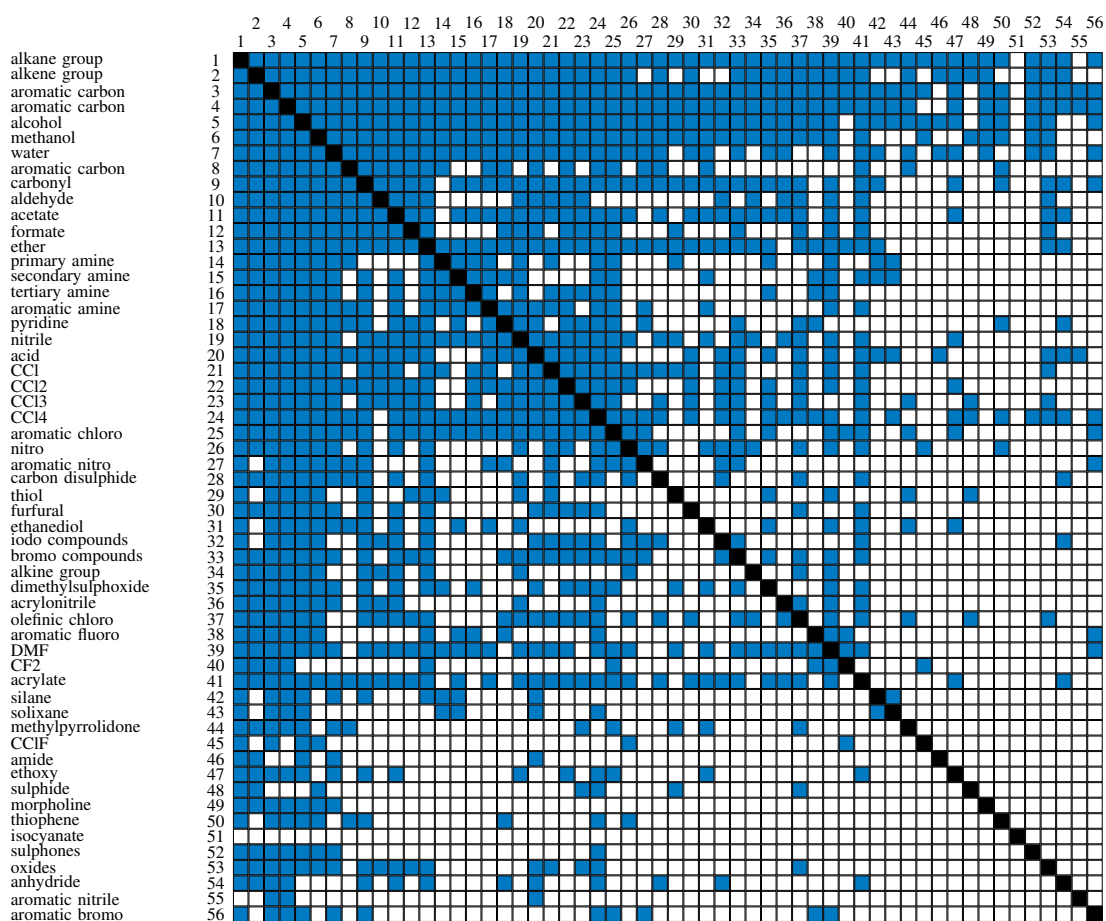 2 4 6 8 10 12 14 16 18 20 22 24 26 28 30 32 34 36 38 40 42 44 46 48 50 52 54 56
1 3 5 7 9 11 13 15 17 19 21 23 25 27 29 31 33 35 37 39 41 43 45 47 49 51 53 55
alkane group 1
alkene group 2
aromatic carbon 3
aromatic carbon 4
alcohol 5
methanol 6
water 7
aromatic carbon 8
carbonyl 9
aldehyde 10
acetate 11
formate 12
ether 13
primary amine 14
secondary amine 15
tertiary amine 16
aromatic amine 17
pyridine 18
nitrile 19
acid 20
CCl 21
CCl2 22
CCl3 23
CCl4 24
aromatic chloro 25
nitro 26
aromatic nitro 27
carbon disulphide 28
thiol 29
furfural 30
ethanediol 31
iodo compounds 32
bromo compounds 33
alkine group 34
dimethylsulphoxide 35
acrylonitrile 36
olefinic chloro 37
aromatic fluoro 38
DMF 39
CF2 40
acrylate 41
silane 42
solixane 43
methylpyrrolidone 44
CClF 45
amide 46
ethoxy 47
sulphide 48
morpholine 49
thiophene 50
isocyanate 51
sulphones 52
oxides 53
anhydride 54
aromatic nitrile 55
aromatic bromo 56